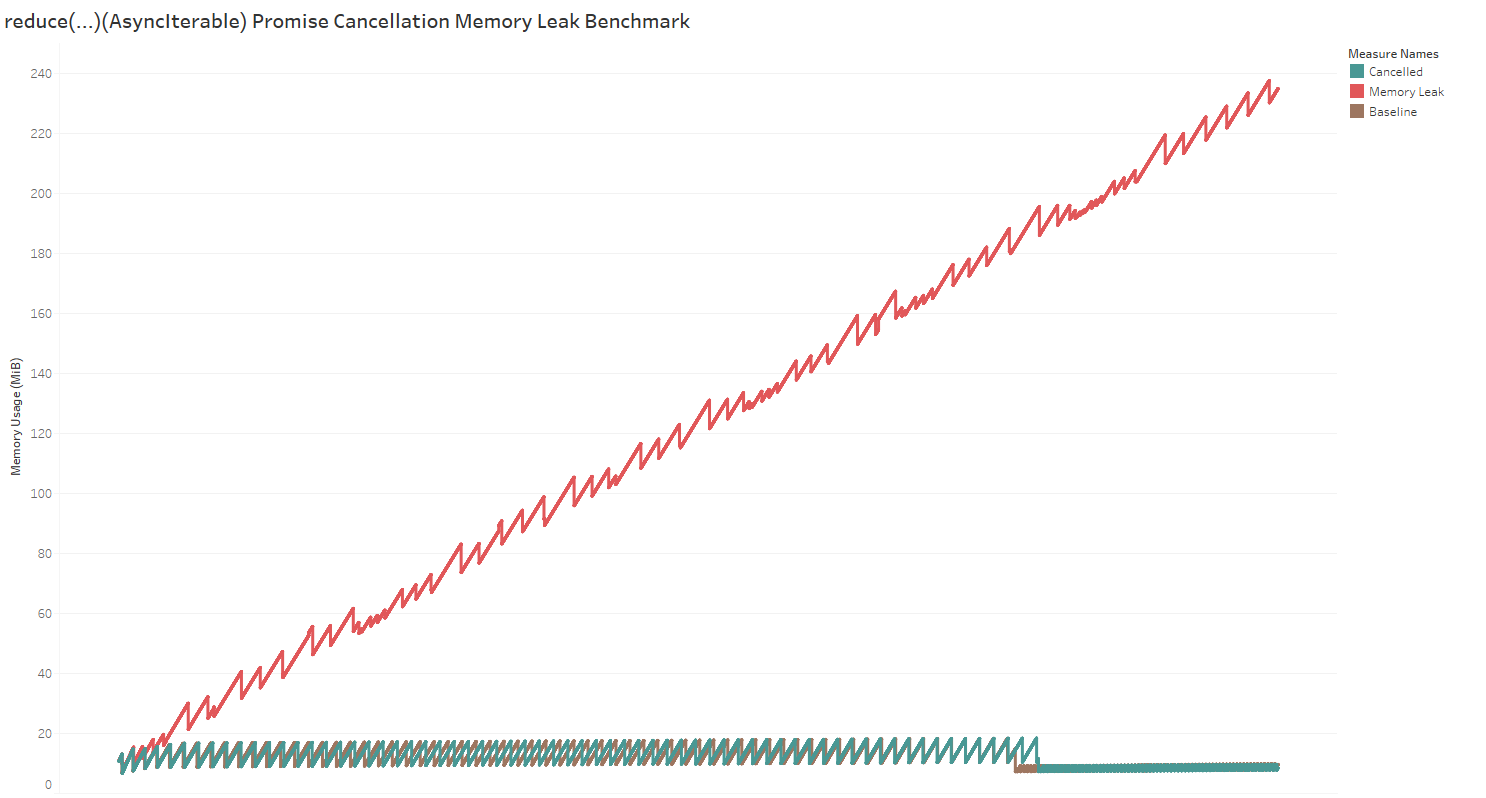 reduce(...)(AsyncIterable) Promise Cancellation Memory Leak Benchmark
Measure Names
Cancelled
Memory Leak
Baseline
Memory Usage (MiB)
240
220
200
180
160
140
120
100
80
60
40
20
0